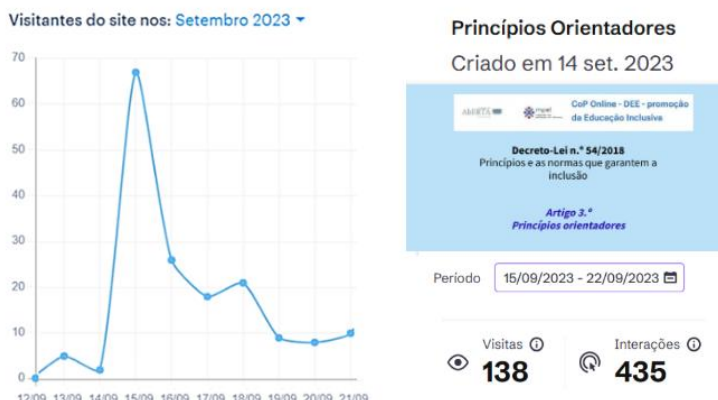 Visitantes do site nos: Setembro 2023
70
60
50
40
30
20
10
0
12/09 13/09 14/09 15/09 16/09 17/09 18/09 19/09 20/09 21/09
Princípios Orientadores
Criado em 14 set. 2023
CoP Online - DEE - promoção
da Educação Inclusiva
Decreto-Lei n.º 54/2018
Princípios e as normas que garantem a
inclusão
Artigo 3.º
Princípios orientadores
Período 15/09/2023 - 22/09/2023
Visitas
138
Interações
435